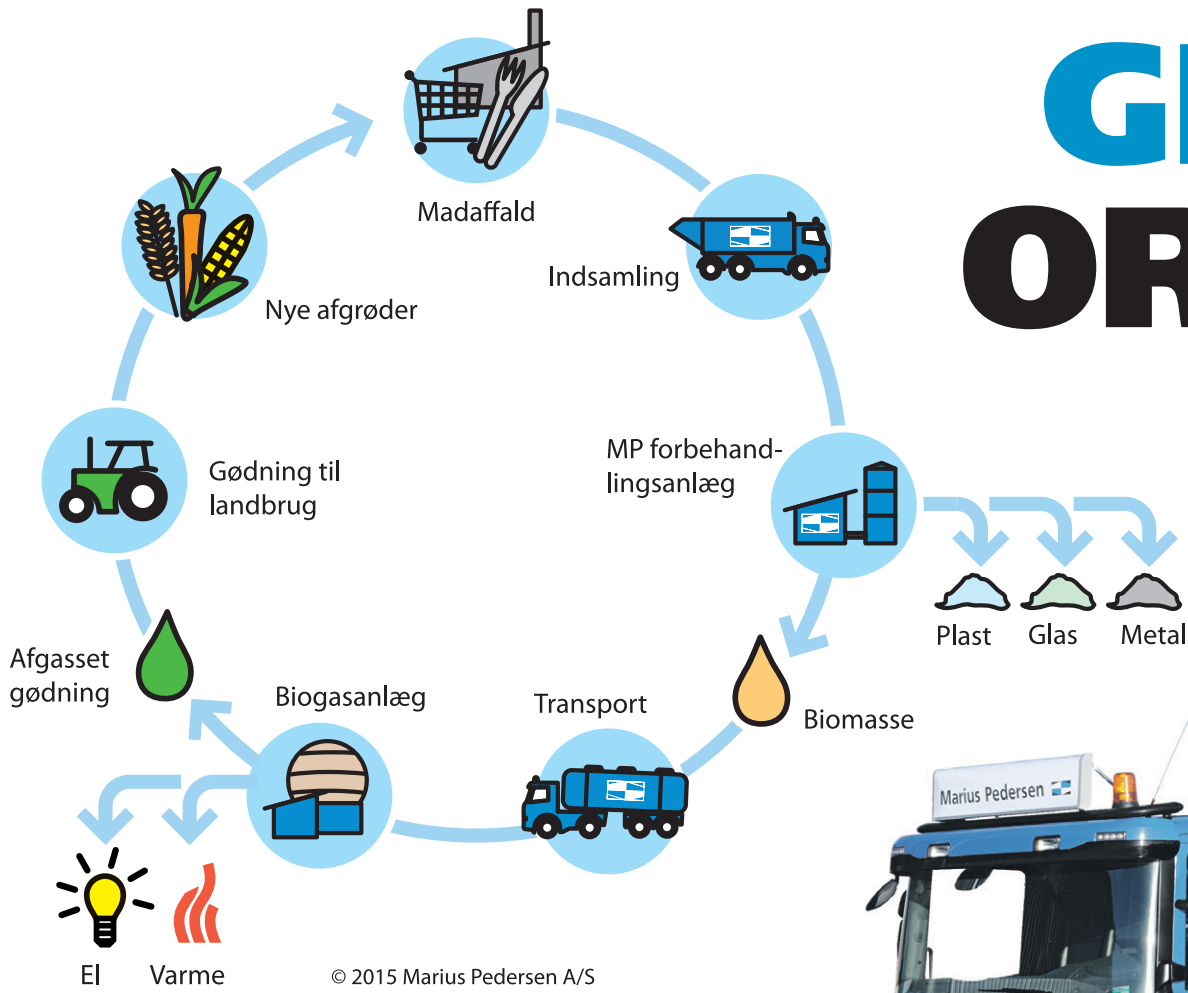 Madaffald
Indsamling
Nye afgrøder
MP forbehand-
lingsanlæg
Gødning til
landbrug
Plast
Glas
Metal
Afgasset
gødning
Biogasanlæg
Transport
Biomasse
Marius Pedersen
El
Varme
© 2015 Marius Pedersen A/S